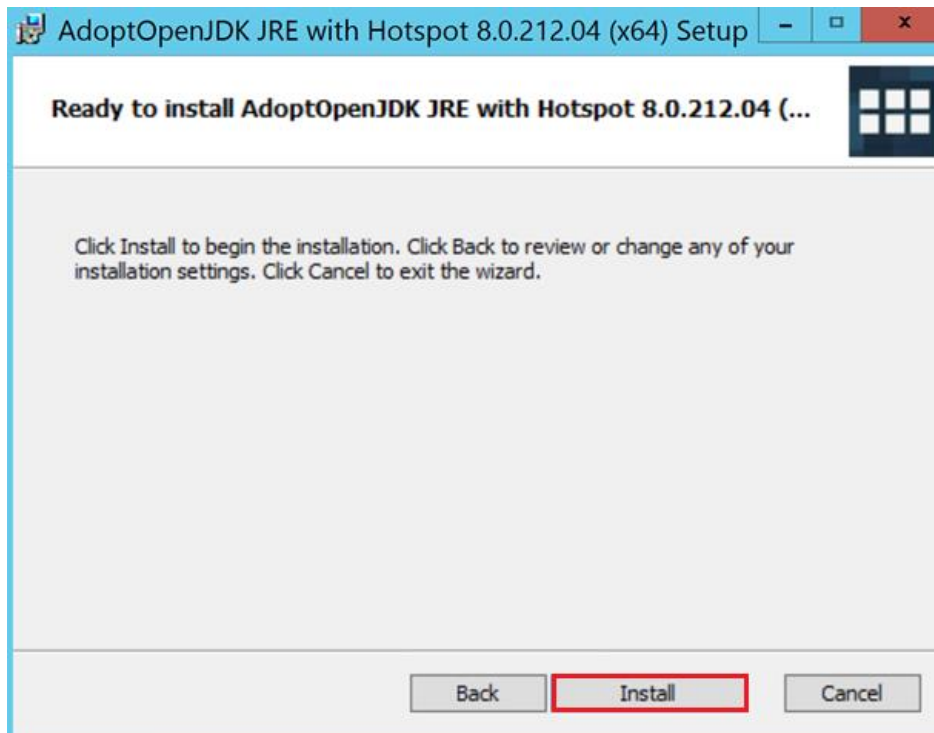 AdoptOpenJDK JRE with Hotspot 8.0.212.04 (x64) Setup
Ready to install AdoptOpenJDK JRE with Hotspot 8.0.212.04 (...
Click Install to begin the installation. Click Back to review or change any of your
installation settings. Click Cancel to exit the wizard.
Back Install Cancel